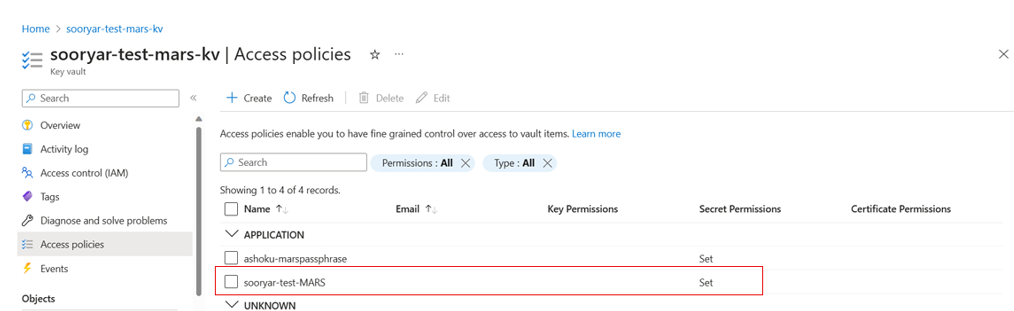 Home > sooryar-test-mars-kv
sooryar-test-mars-kv | Access policies ☆ ...
Key vault
Search «
Overview
Activity log
Access control (IAM)
Tags
Diagnose and solve problems
Access policies
Events
Objects
+ Create Refresh Delete Edit
Access policies enable you to have fine grained control over access to vault items. Learn more
Search Permissions : All × Type : All ×
Showing 1 to 4 of 4 records.
Name ↑↓ Email ↑↓ Key Permissions Secret Permissions Certificate Permissions
APPLICATION
ashoku-marspassphrase Set
sooryar-test-MARS Set
UNKNOWN